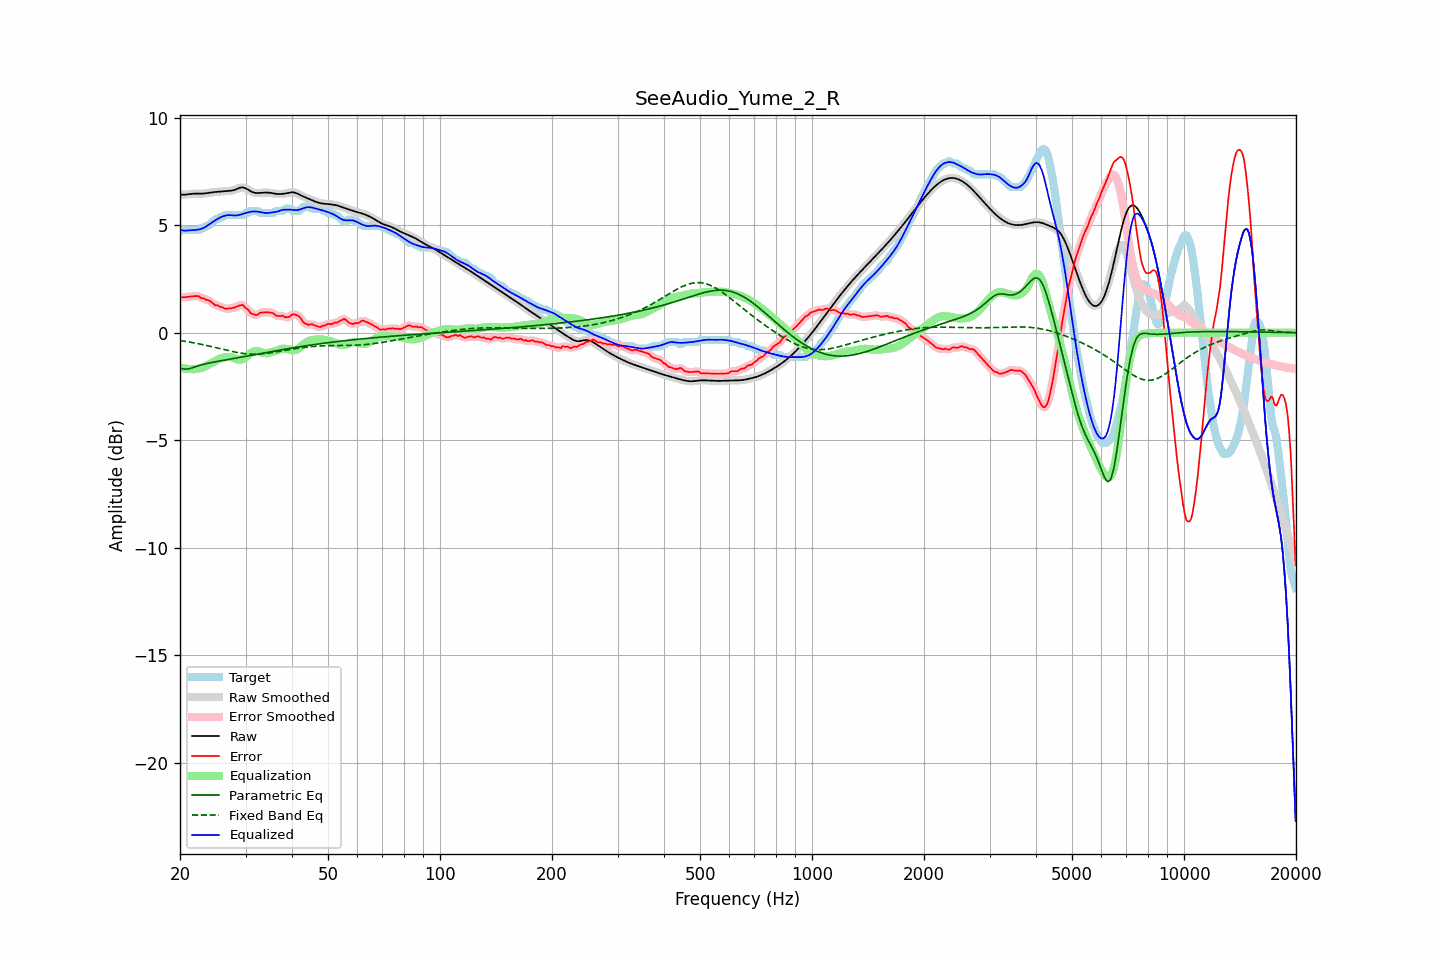 SeeAudio_Yume_2_R
10
5
0
−5
−10
−15
−20
Amplitude (dBr)
Target
Raw Smoothed
Error Smoothed
Raw
Error
Equalization
Parametric Eq
Fixed Band Eq
Equalized
20 50 100 200 500 1000 2000 5000 10000 20000
Frequency (Hz)